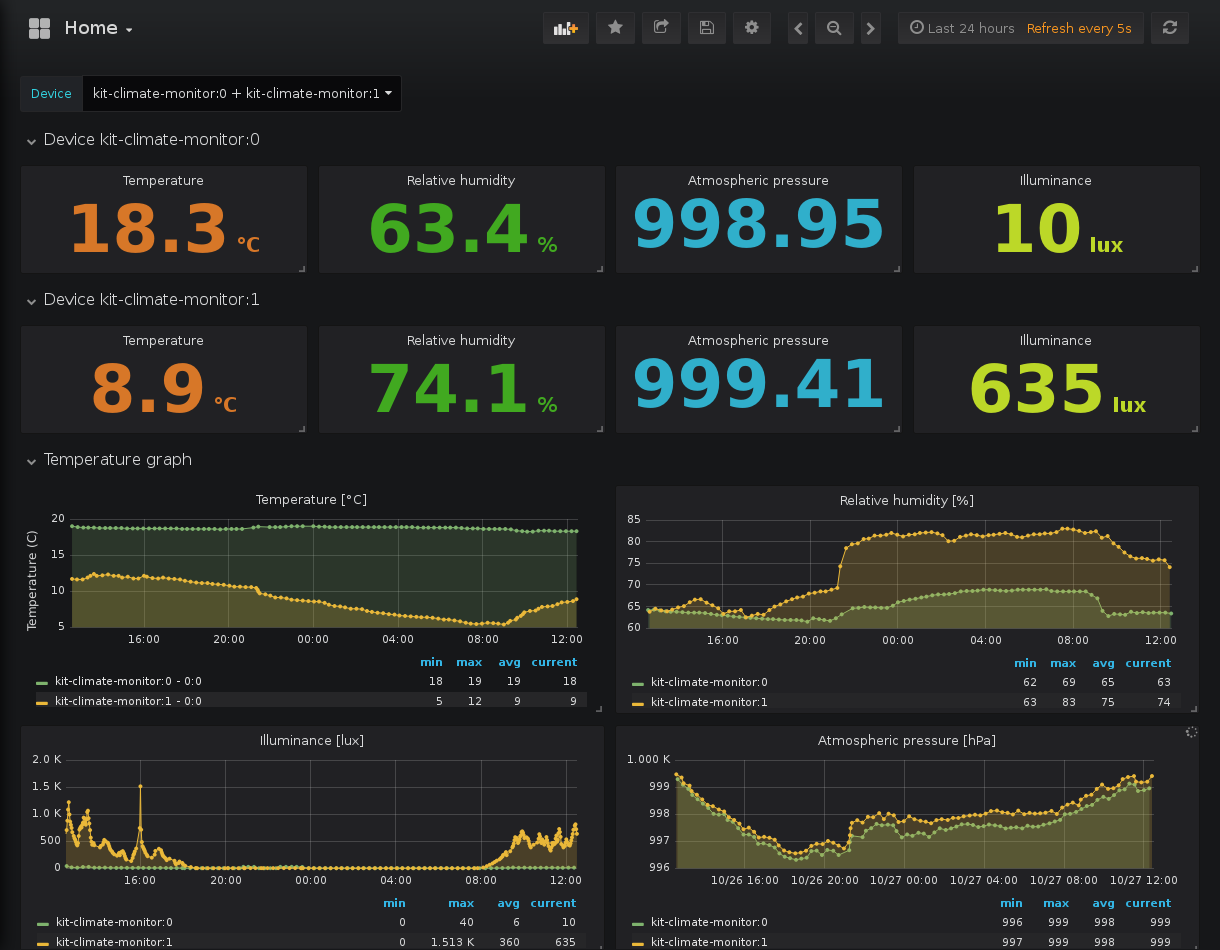 Home
Last 24 hours Refresh every 5s
Device kit-climate-monitor:0 + kit-climate-monitor:1
Device kit-climate-monitor:0
Temperature Relative humidity Atmospheric pressure Illuminance
18.3 °C 63.4 % 998.95 10 lux
Device kit-climate-monitor:1
Temperature Relative humidity Atmospheric pressure Illuminance
8.9 °C 74.1 % 999.41 635 lux
Temperature graph
Temperature [°C]
Temperature (C)
20
15
10
5
16:00 20:00 00:00 04:00 08:00 12:00
min max avg current
kit-climate-monitor:0 - 0:0 18 19 19 18
kit-climate-monitor:1 - 0:0 5 12 9 9
Relative humidity [%]
85
80
75
70
65
60
16:00 20:00 00:00 04:00 08:00 12:00
min max avg current
kit-climate-monitor:0 62 69 65 63
kit-climate-monitor:1 63 83 75 74
Illuminance [lux]
2.0 K
1.5 K
1.0 K
500
0
16:00 20:00 00:00 04:00 08:00 12:00
min max avg current
kit-climate-monitor:0 0 40 6 10
kit-climate-monitor:1 0 1.513 K 360 635
Atmospheric pressure [hPa]
1.000 K
999
998
997
996
10/26 16:00 10/26 20:00 10/27 00:00 10/27 04:00 10/27 08:00 10/27 12:00
min max avg current
kit-climate-monitor:0 996 999 998 999
kit-climate-monitor:1 997 999 998 999